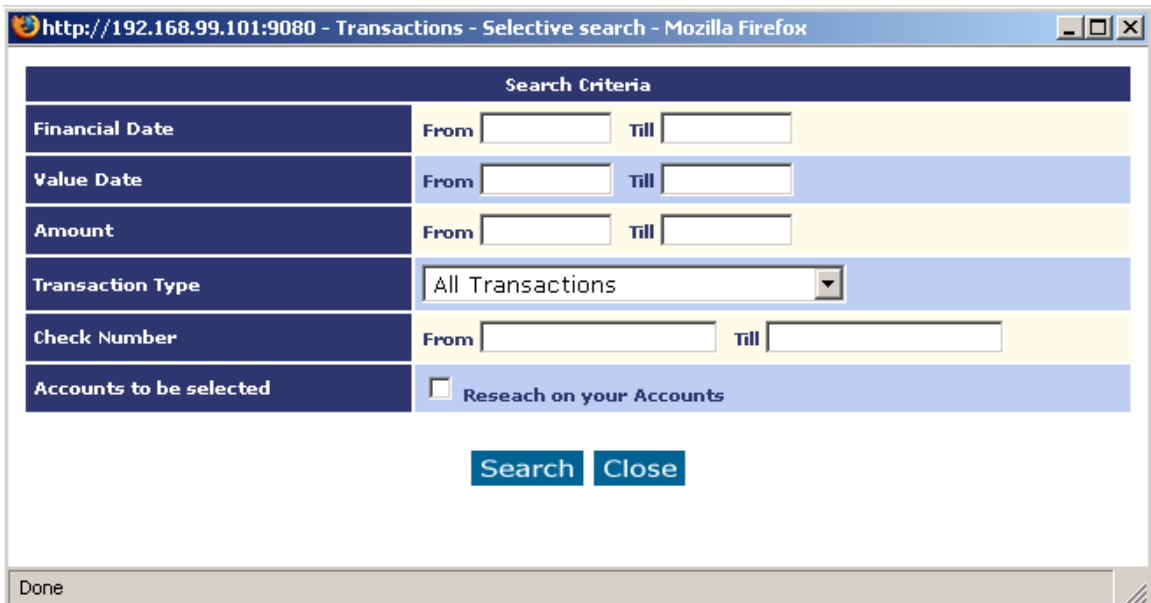 http://192.168.99.101:9080 - Transactions - Selective search - Mozilla Firefox
Search Criteria
Financial Date From Till
Value Date From Till
Amount From Till
Transaction Type All Transactions
Check Number From Till
Accounts to be selected Reseach on your Accounts
Search Close
Done